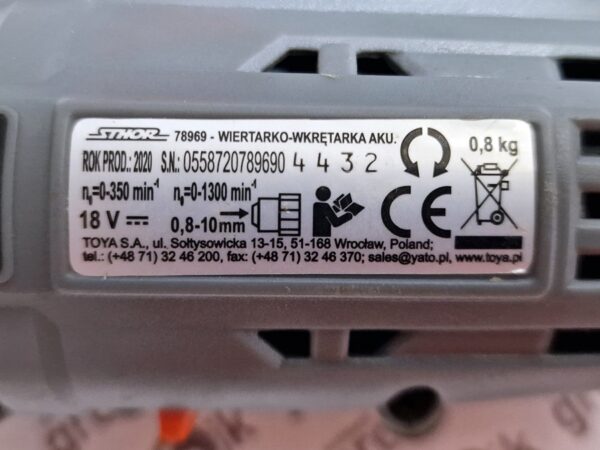 STHOR 78969 - WIERTARKO-WKRĘTARKA AKU.
0,8 kg
ROK PROD.: 2020 S.N.: 0558720789690 4 4 3 2
n₀=0-350 min⁻¹ n₀=0-1300 min⁻¹
18 V 0,8-10mm
CE
TOYA S.A., ul. Sołtysowicka 13-15, 51-168 Wrocław, Poland;
tel.: (+48 71) 32 46 200, fax: (+48 71) 32 46 370; sales@yato.pl, www.toya.pl